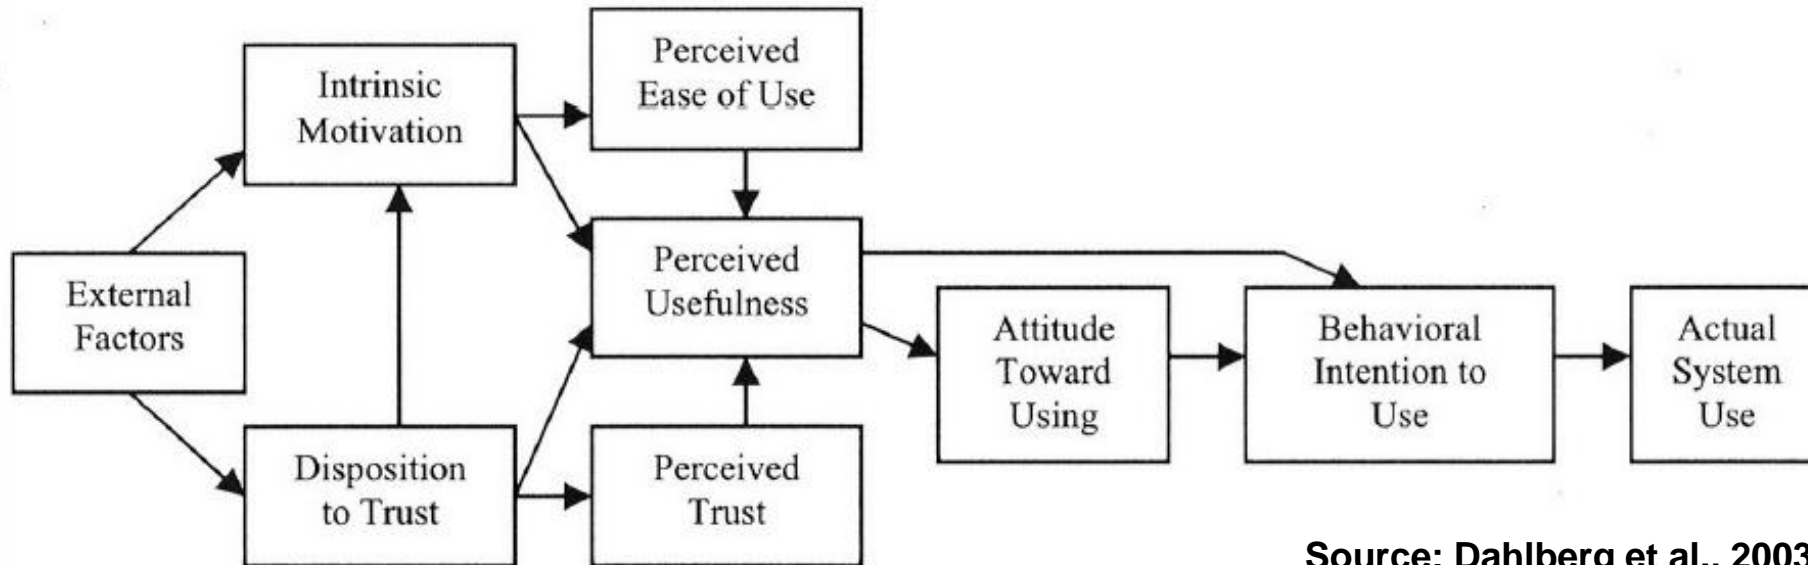 Perceived
Ease of Use
Intrinsic
Motivation
Perceived
Usefulness
External
Factors
Attitude
Toward
Using
Behavioral
Intention to
Use
Actual
System
Use
Disposition
to Trust
Perceived
Trust
Source: Dahlberg et al., 2003